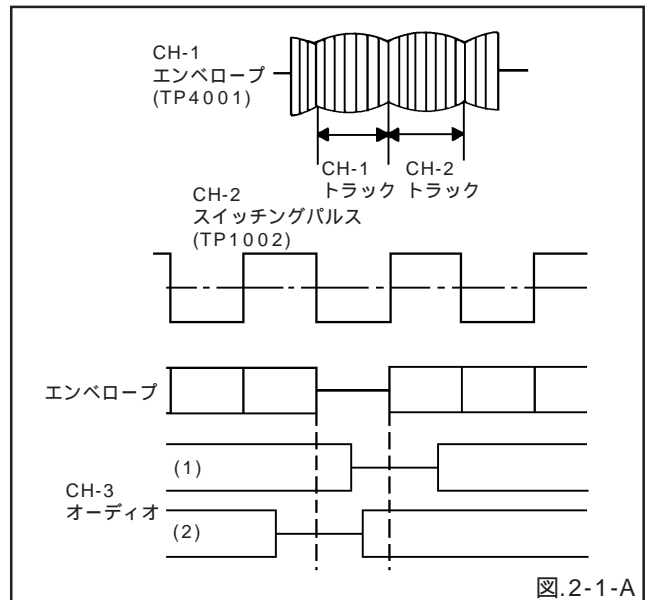 CH-1
エンベロープ
(TP4001)
CH-1 CH-2
トラック トラック
CH-2
スイッチングパルス
(TP1002)
エンベロープ
(1)
CH-3
オーディオ
(2)
図.2-1-A